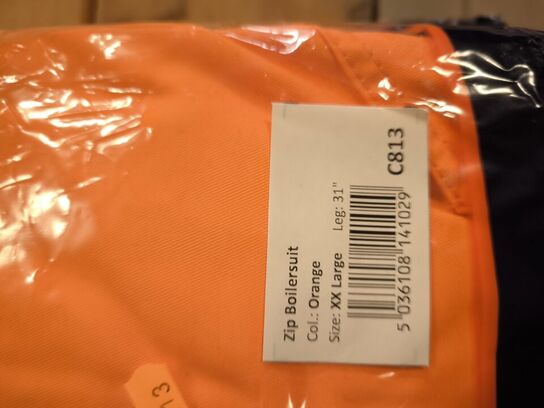 Zip Boilersuit
Col.: Orange
Size: XX Large Leg: 31"
5 036108 141029
C813
13